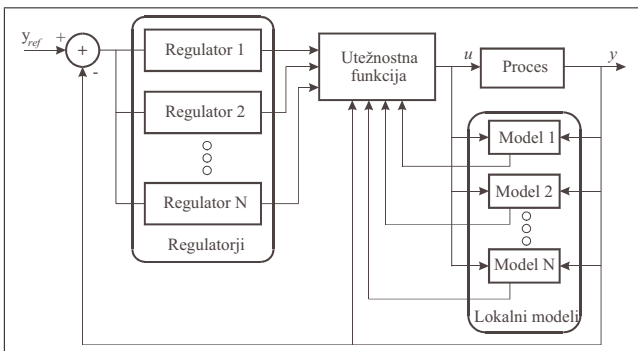 y_ref
+
+
-
Regulator 1
Regulator 2
Regulator N
Regulatorji
Utežnostna
funkcija
u
Proces
y
Model 1
Model 2
Model N
Lokalni modeli